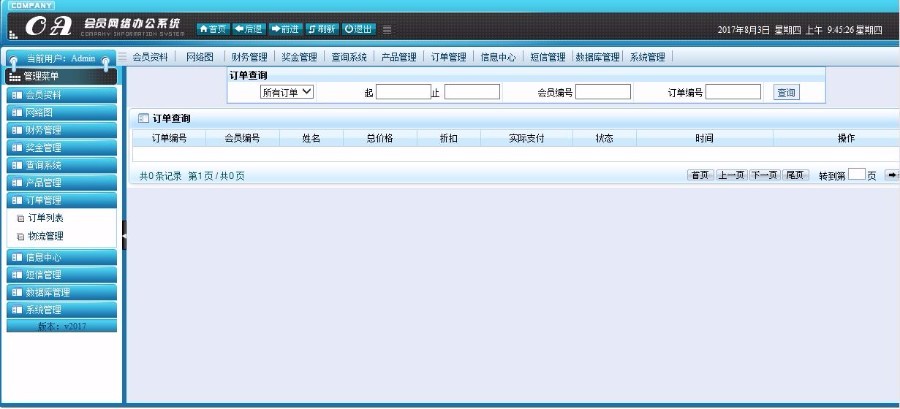 COMPANY
OA 会员网络办公系统
COMPANY INFORMATION SYSTEM
首页 后退 前进 刷新 退出
2017年8月3日 星期四 上午 9:45:26 星期四
当前用户: Admin
会员资料 网络图 财务管理 奖金管理 查询系统 产品管理 订单管理 信息中心 短信管理 数据库管理 系统管理
管理菜单
会员资料
网络图
财务管理
奖金管理
查询系统
产品管理
订单管理
订单列表
物流管理
信息中心
短信管理
数据库管理
系统管理
版本: v2017
订单查询
所有订单 起 止 会员编号 订单编号 查询
订单查询
订单编号 会员编号 姓名 总价格 折扣 实际支付 状态 时间 操作
共0条记录 第1页/共0页
首页 上一页 下一页 尾页 转到第 页